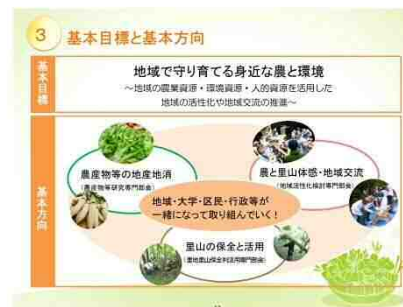 3 基本目標と基本方向
基本目標
地域で守り育てる身近な農と環境
～地域の農業資源・環境資源・人的資源を活用した
地域の活性化や地域交流の推進～
基本方向
農産物等の地産地消
(農産物等研究専門部会)
農と里山体感・地域交流
(地域活性化検討専門部会)
地域・大学・区民・行政等が
一緒になって取り組んでいく！
里山の保全と活用
(里地里山保全利活用専門部会)